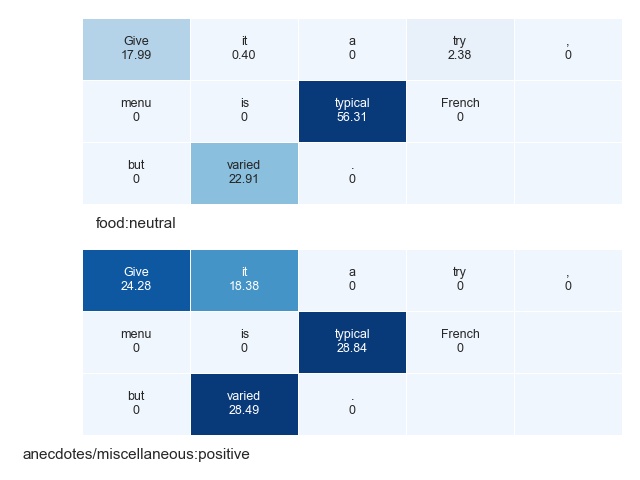 Give it a try ,
17.99 0.40 0 2.38 0
menu is typical French
0 0 56.31 0
but varied .
0 22.91 0
food:neutral
Give it a try ,
24.28 18.38 0 0 0
menu is typical French
0 0 28.84 0
but varied .
0 28.49 0
anecdotes/miscellaneous:positive